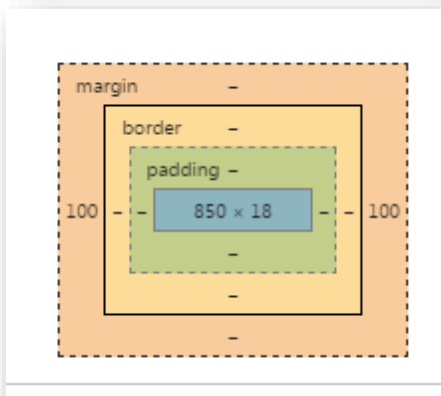 margin –
border –
padding –
100 – – 850 × 18 – – 100
–
–
–